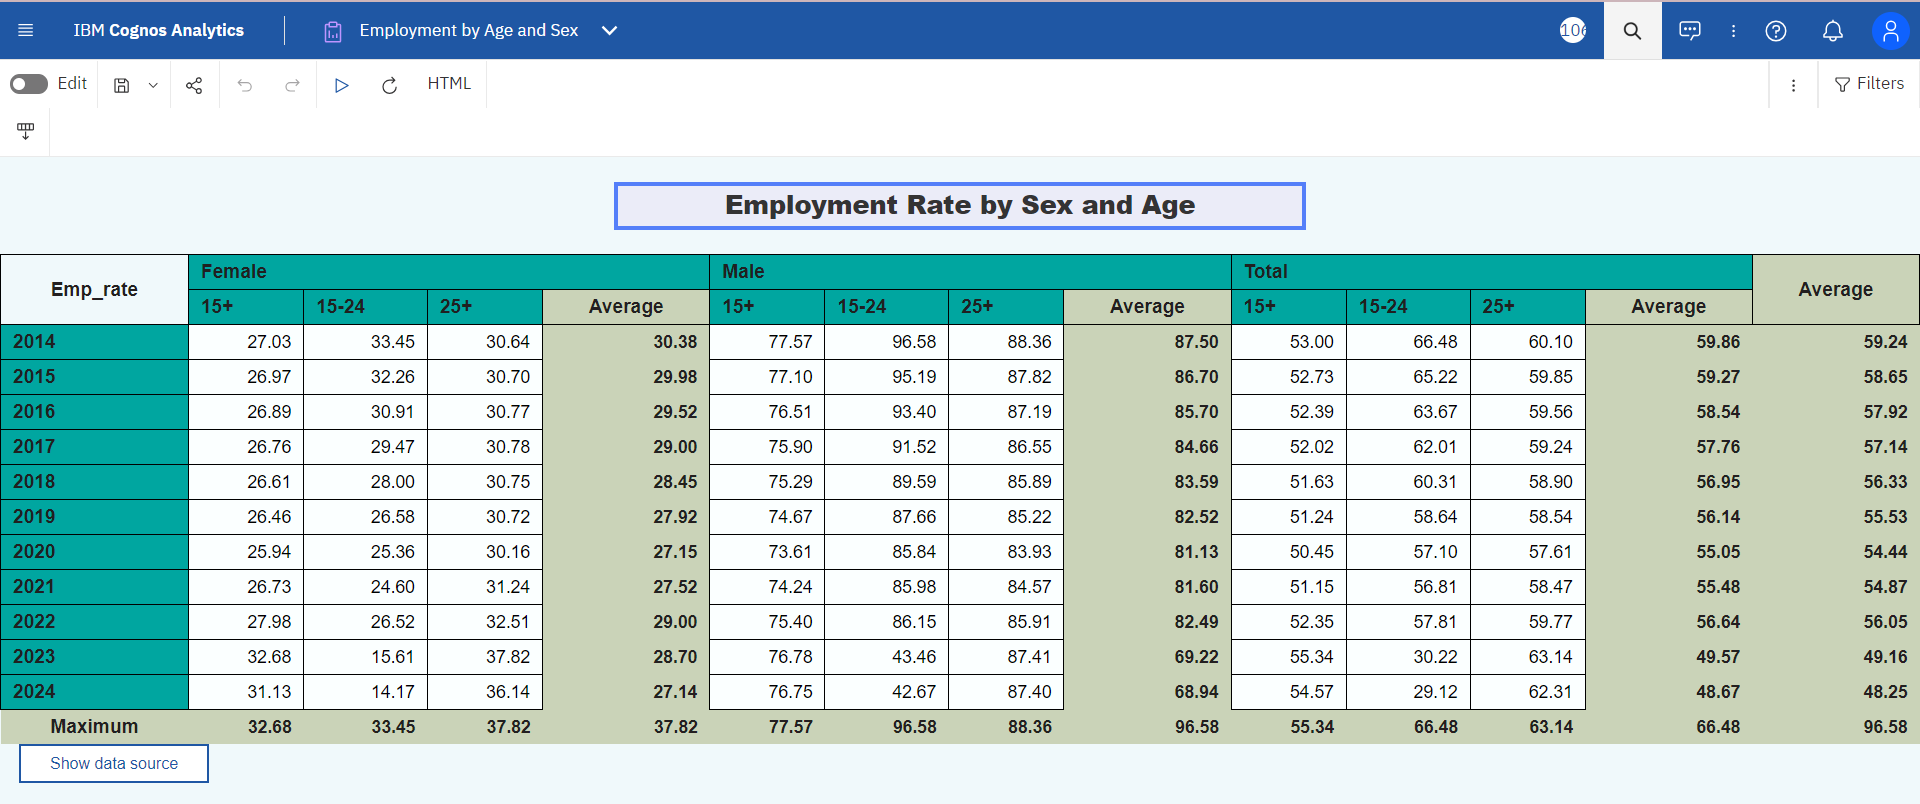 IBM Cognos Analytics Employment by Age and Sex 106
Edit HTML Filters
Employment Rate by Sex and Age
Emp_rate Female Male Total Average
15+ 15-24 25+ Average 15+ 15-24 25+ Average 15+ 15-24 25+ Average
2014 27.03 33.45 30.64 30.38 77.57 96.58 88.36 87.50 53.00 66.48 60.10 59.86 59.24
2015 26.97 32.26 30.70 29.98 77.10 95.19 87.82 86.70 52.73 65.22 59.85 59.27 58.65
2016 26.89 30.91 30.77 29.52 76.51 93.40 87.19 85.70 52.39 63.67 59.56 58.54 57.92
2017 26.76 29.47 30.78 29.00 75.90 91.52 86.55 84.66 52.02 62.01 59.24 57.76 57.14
2018 26.61 28.00 30.75 28.45 75.29 89.59 85.89 83.59 51.63 60.31 58.90 56.95 56.33
2019 26.46 26.58 30.72 27.92 74.67 87.66 85.22 82.52 51.24 58.64 58.54 56.14 55.53
2020 25.94 25.36 30.16 27.15 73.61 85.84 83.93 81.13 50.45 57.10 57.61 55.05 54.44
2021 26.73 24.60 31.24 27.52 74.24 85.98 84.57 81.60 51.15 56.81 58.47 55.48 54.87
2022 27.98 26.52 32.51 29.00 75.40 86.15 85.91 82.49 52.35 57.81 59.77 56.64 56.05
2023 32.68 15.61 37.82 28.70 76.78 43.46 87.41 69.22 55.34 30.22 63.14 49.57 49.16
2024 31.13 14.17 36.14 27.14 76.75 42.67 87.40 68.94 54.57 29.12 62.31 48.67 48.25
Maximum 32.68 33.45 37.82 37.82 77.57 96.58 88.36 96.58 55.34 66.48 63.14 66.48 96.58
Show data source